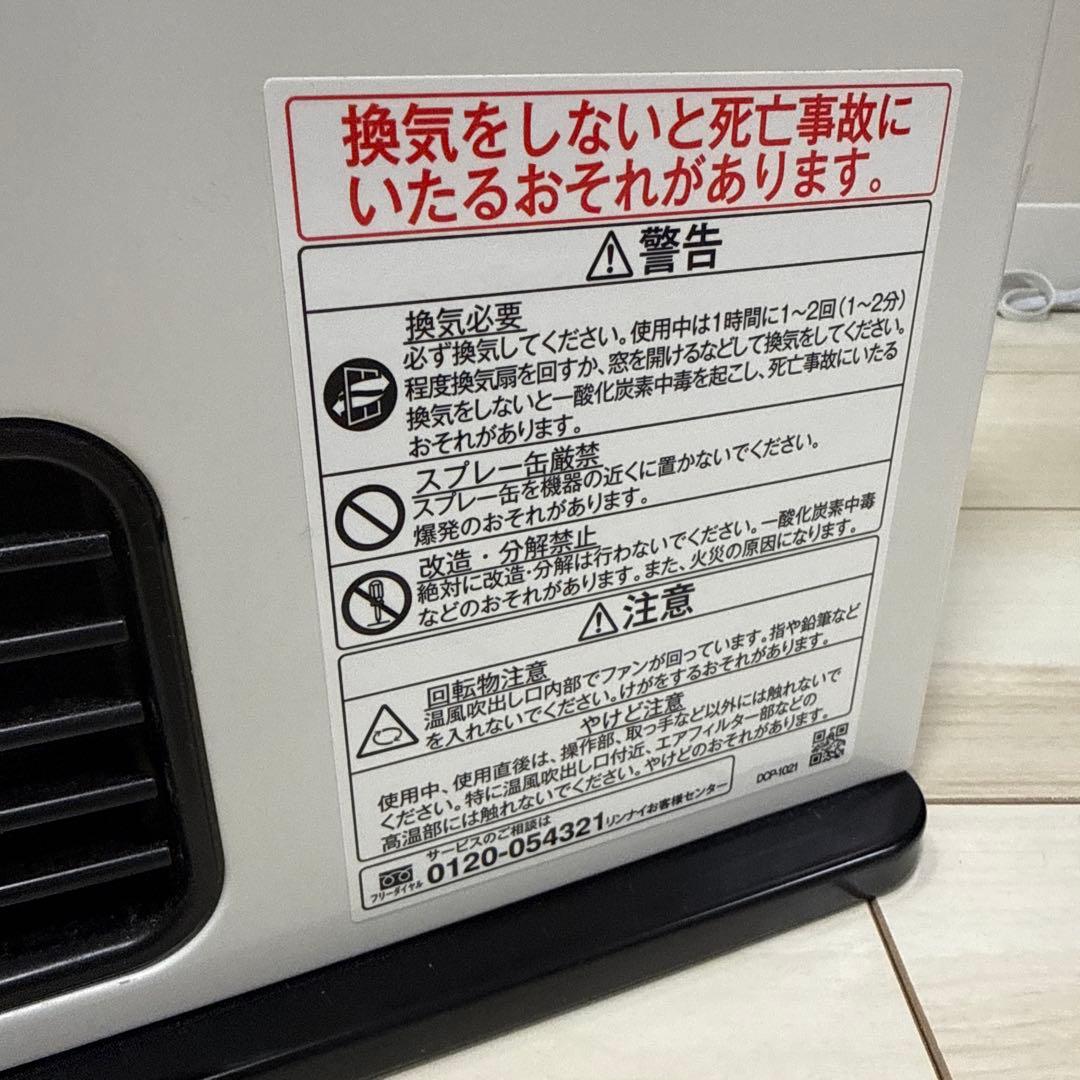 換気をしないと死亡事故に
いたるおそれがあります。
警告
換気必要
必ず換気してください。使用中は1時間に1~2回(1~2分)
程度換気扇を回すか、窓を開けるなどして換気をしてください。
換気をしないと一酸化炭素中毒を起こし、死亡事故にいたる
おそれがあります。
スプレー缶厳禁
スプレー缶を機器の近くに置かないでください。
爆発のおそれがあります。
改造・分解禁止
絶対に改造・分解は行わないでください。一酸化炭素中毒
などのおそれがあります。また、火災の原因になります。
注意
回転物注意
温風吹出し口内部でファンが回っています。指や鉛筆など
を入れないでください。けがをするおそれがあります。
やけど注意
使用中、使用直後は、操作部、取っ手など以外には触れないで
ください。特に温風吹出し口付近、エアフィルター部などの
高温部には触れないでください。やけどのおそれがあります。
DCP-1021
サービスのご相談は
フリーダイヤル 0120-054321 リンナイお客様センター